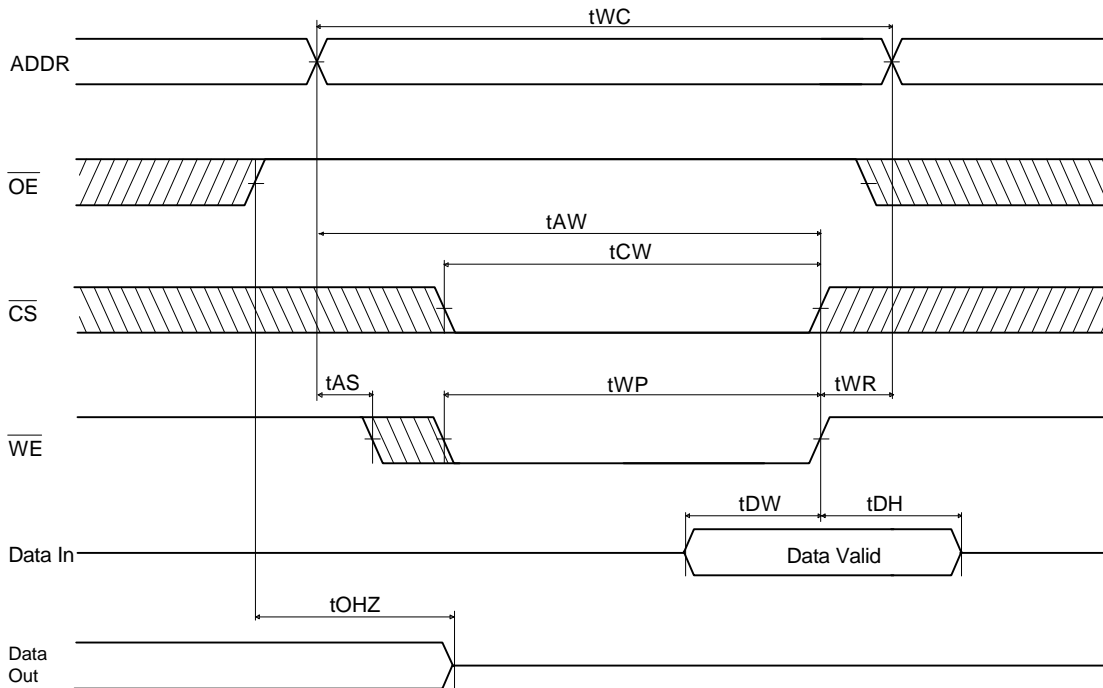 tWC
ADDR
OE
tAW
tCW
CS
tAS
tWP
tWR
WE
tDW
tDH
Data In
Data Valid
tOHZ
Data
Out